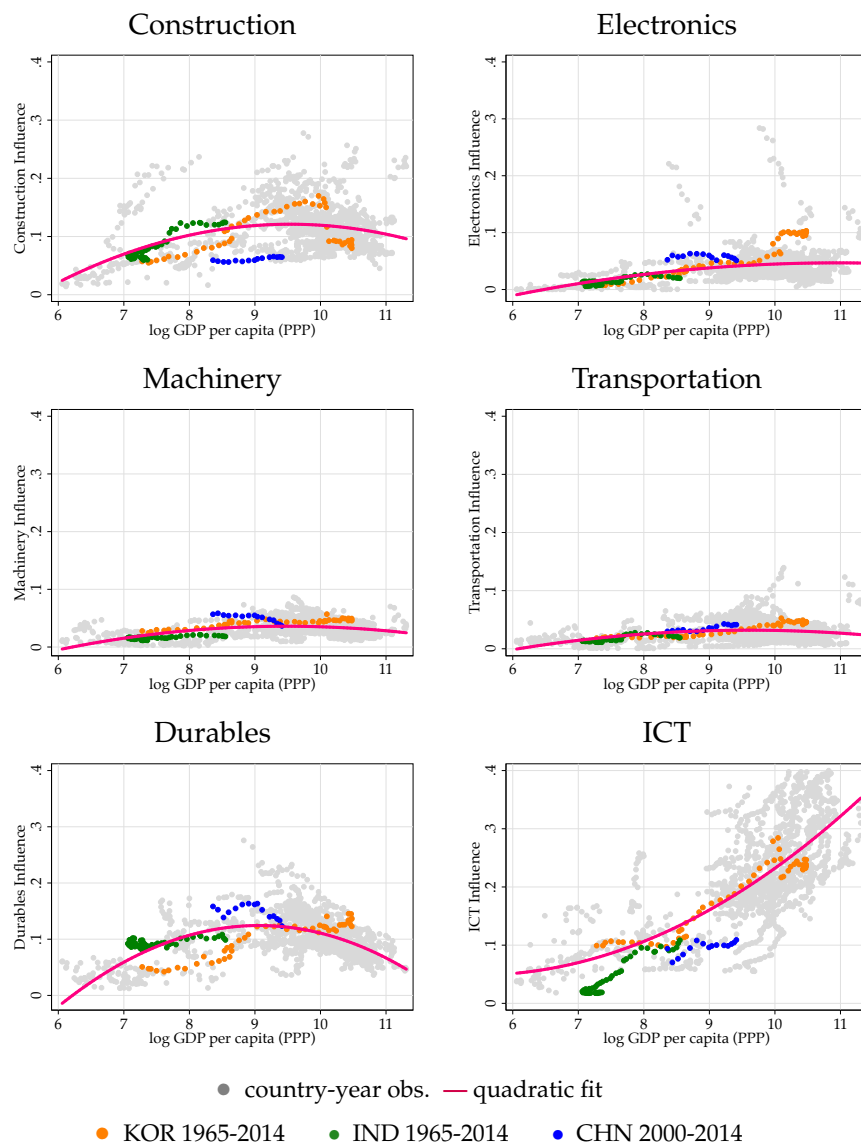 Construction
Electronics
Construction Influence
0 .1 .2 .3 .4
6 7 8 9 10 11
log GDP per capita (PPP)
Electronics Influence
0 .1 .2 .3 .4
6 7 8 9 10 11
log GDP per capita (PPP)
Machinery
Transportation
Machinery Influence
0 .1 .2 .3 .4
6 7 8 9 10 11
log GDP per capita (PPP)
Transportation Influence
0 .1 .2 .3 .4
6 7 8 9 10 11
log GDP per capita (PPP)
Durables
ICT
Durables Influence
0 .1 .2 .3 .4
6 7 8 9 10 11
log GDP per capita (PPP)
ICT Influence
0 .1 .2 .3 .4
6 7 8 9 10 11
log GDP per capita (PPP)
country-year obs. quadratic fit
KOR 1965-2014 IND 1965-2014 CHN 2000-2014